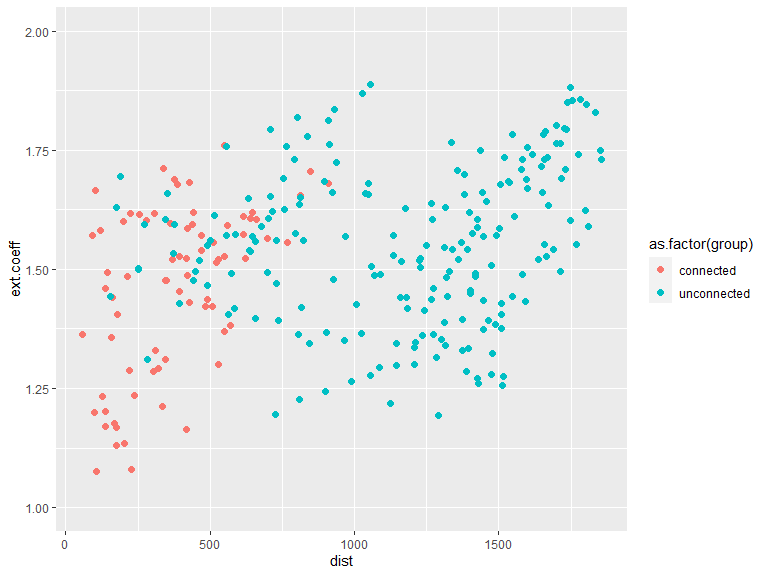 2.00
1.75
1.50
1.25
1.00
ext.coeff
0
500
1000
1500
dist
as.factor(group)
connected
unconnected